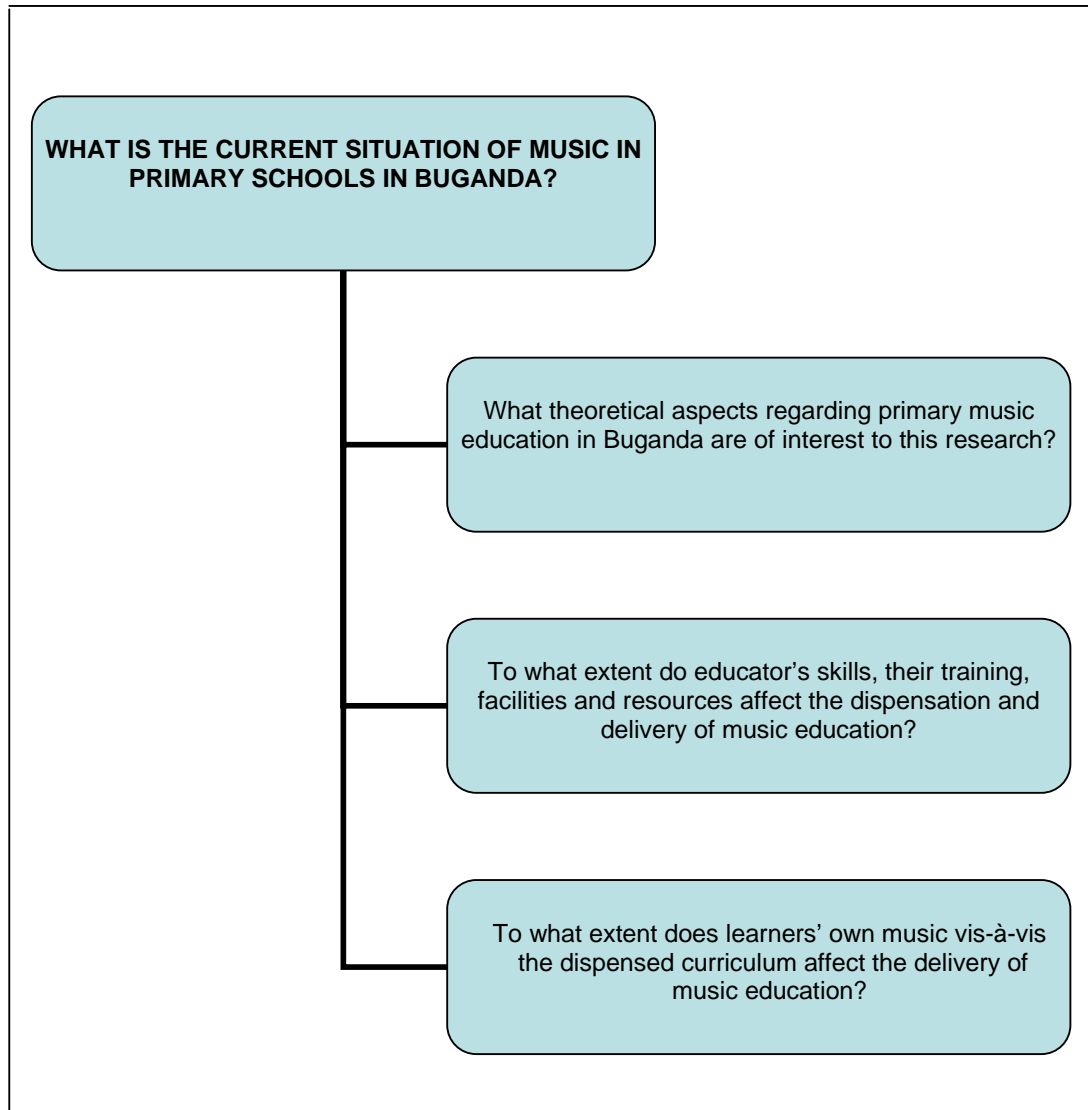 WHAT IS THE CURRENT SITUATION OF MUSIC IN
PRIMARY SCHOOLS IN BUGANDA?
What theoretical aspects regarding primary music
education in Buganda are of interest to this research?
To what extent do educator's skills, their training,
facilities and resources affect the dispensation and
delivery of music education?
To what extent does learners’ own music vis-à-vis
the dispensed curriculum affect the delivery of
music education?